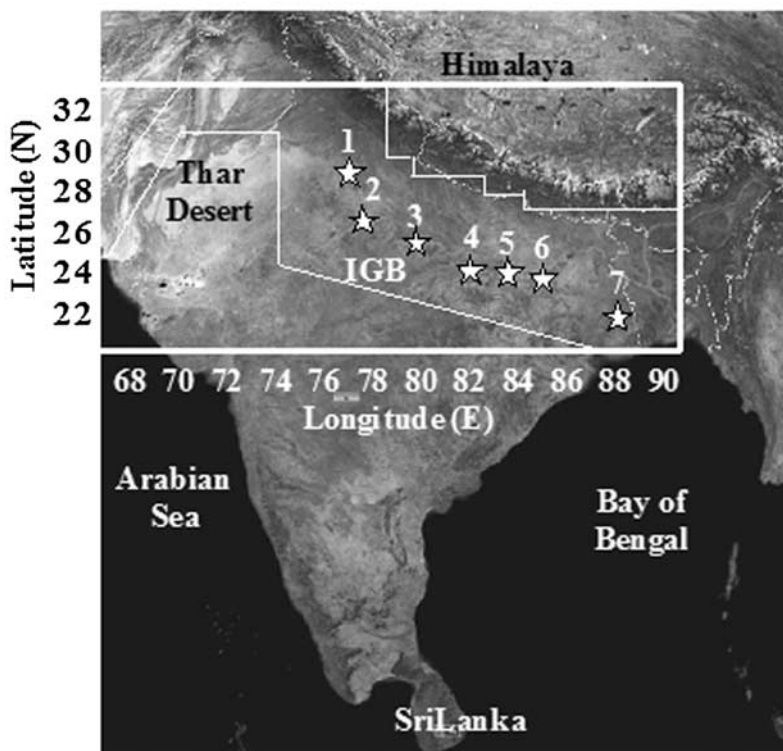 Himalaya
32
30
28
26
24
22
Latitude (N)
Thar
Desert
1
2
3
4
5
6
7
IGB
68 70 72 74 76 78 80 82 84 86 88 90
Longitude (E)
Arabian
Sea
Bay of
Bengal
SriLanka